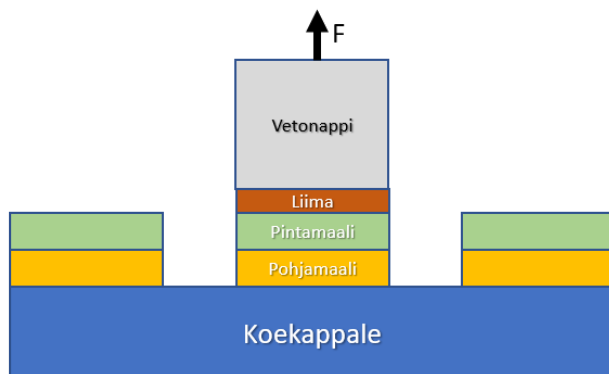 F
Vetonappi
Liima
Pintamaali
Pohjamaali
Koekappale